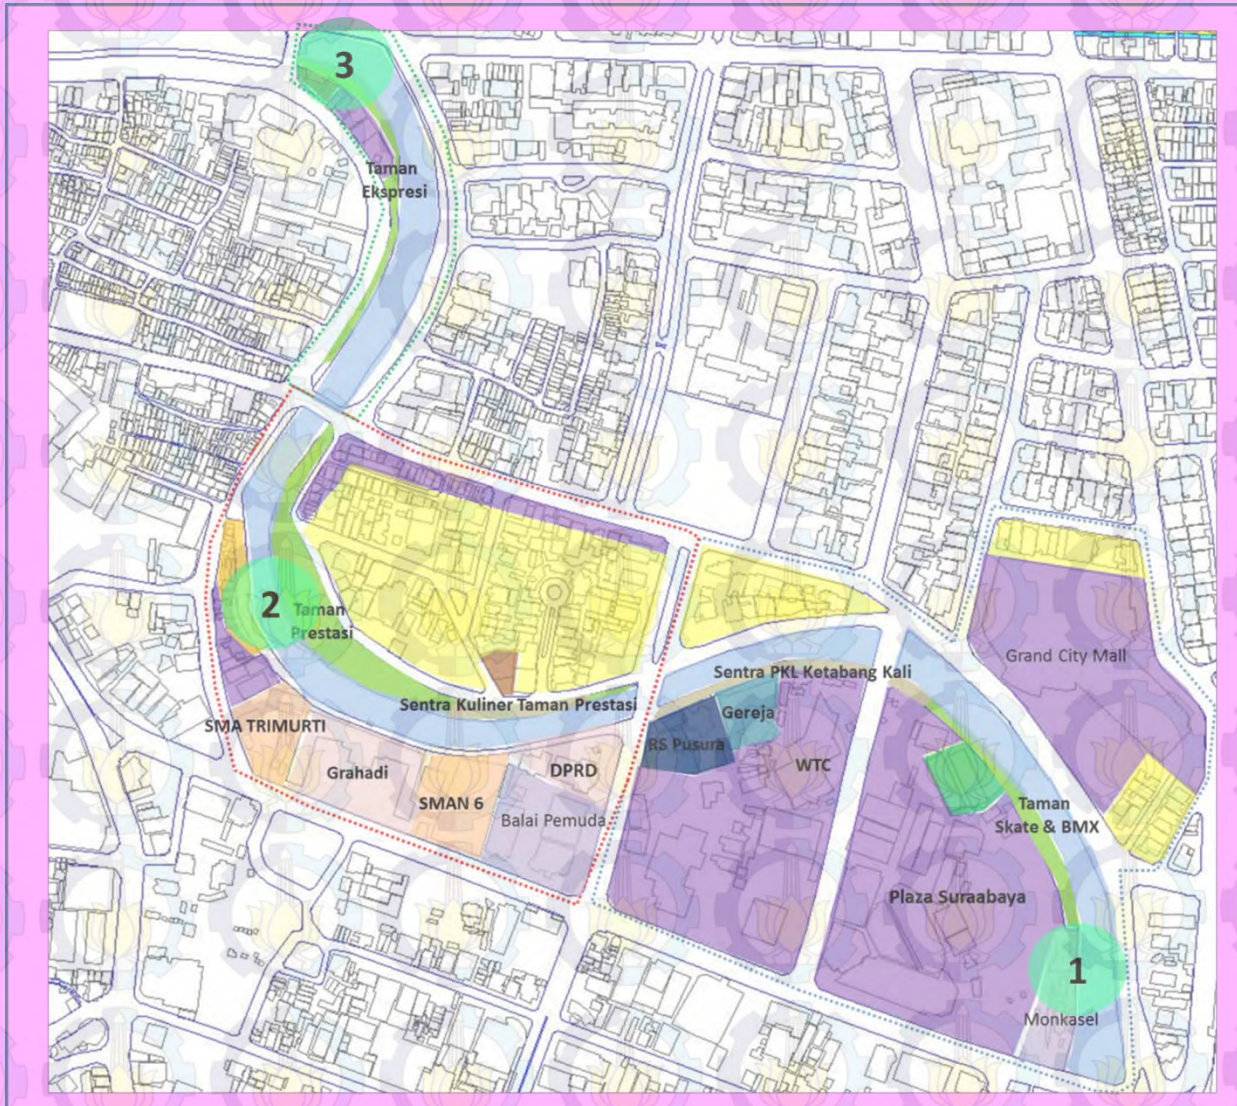 3
Taman
Ekspresi
2
Taman
Prestasi
Sentra PKL Ketabang Kali
Grand City Mall
Sentra Kuliner Taman Prestasi
Gereja
SMA TRIMURTI
RS Pusura
Grahadi
DPRD
WTC
SMAN 6
Balai Pemuda
Taman
Skate & BMX
Plaza Suraabaya
1
Monkasel